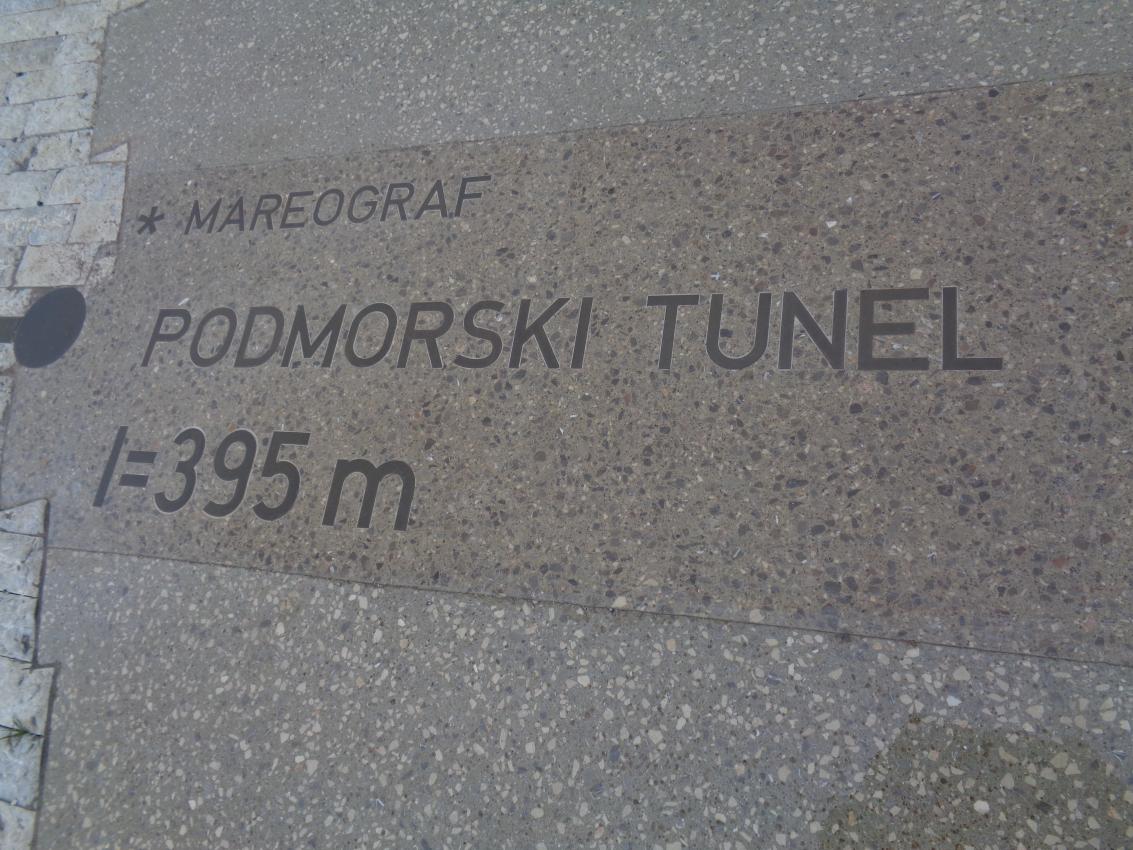 * MAREOGRAF
PODMORSKI TUNEL
l=395 m